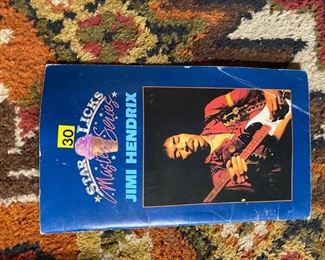 STAR LICKS
Master Series
30
JIMI HENDRIX